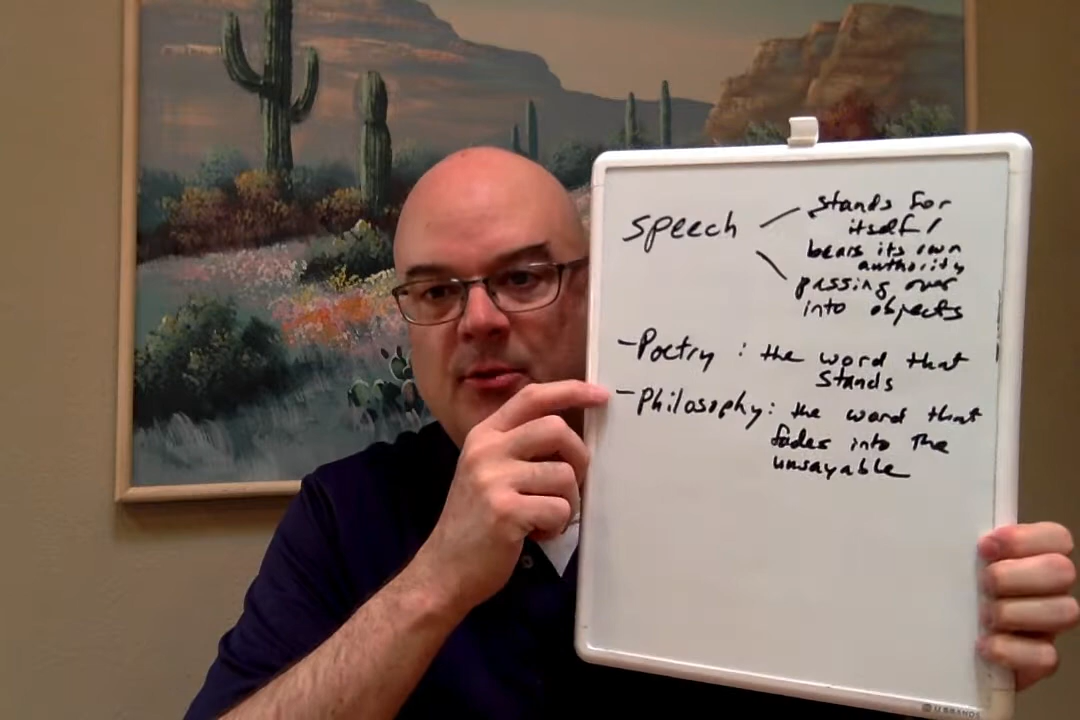 speech
stands for
itself/
bears its own
authority
passing over
into objects
-Poetry : the word that
stands
-Philosophy: the word that
fades into the
unsayable
U BRANDS